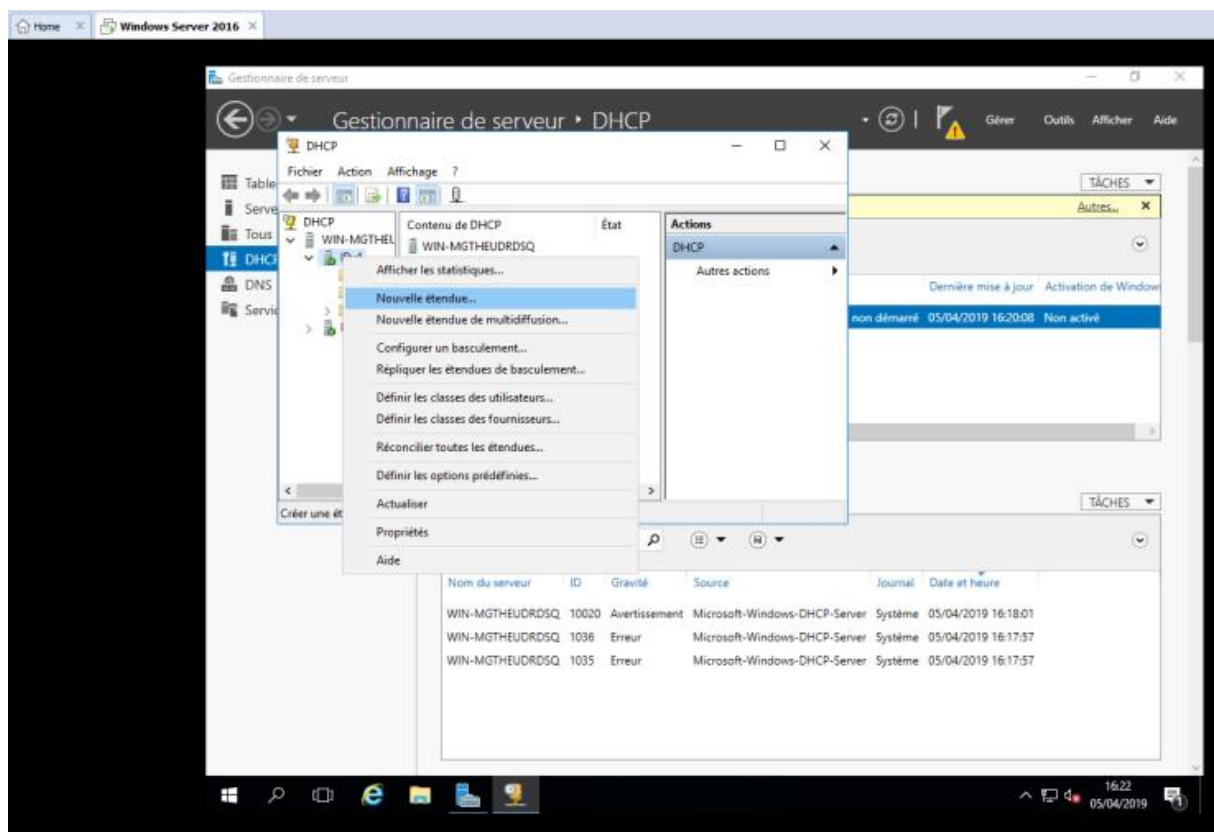 Home × Windows Server 2016 ×
Gestionnaire de serveur
Gestionnaire de serveur ‣ DHCP
Gérer Outils Afficher Aide
DHCP
Fichier Action Affichage ?
Table
Serve
Tous
DHCP
DNS
Servic
DHCP
WIN-MGTHEU
Contenu de DHCP État
WIN-MGTHEUDRDSQ
Actions
DHCP
Autres actions
Afficher les statistiques...
Nouvelle étendue...
Nouvelle étendue de multidiffusion...
Configurer un basculement...
Répliquer les étendues de basculement...
Définir les classes des utilisateurs...
Définir les classes des fournisseurs...
Réconcilier toutes les étendues...
Définir les options prédéfinies...
Actualiser
Propriétés
Aide
Créer une ét
TÂCHES
Autres...
Dernière mise à jour Activation de Window
non démarré 05/04/2019 16:20:08 Non activé
TÂCHES
Nom du serveur ID Gravité Source Journal Date et heure
WIN-MGTHEUDRDSQ 10020 Avertissement Microsoft-Windows-DHCP-Server Système 05/04/2019 16:18:01
WIN-MGTHEUDRDSQ 1036 Erreur Microsoft-Windows-DHCP-Server Système 05/04/2019 16:17:57
WIN-MGTHEUDRDSQ 1035 Erreur Microsoft-Windows-DHCP-Server Système 05/04/2019 16:17:57
16:22
05/04/2019